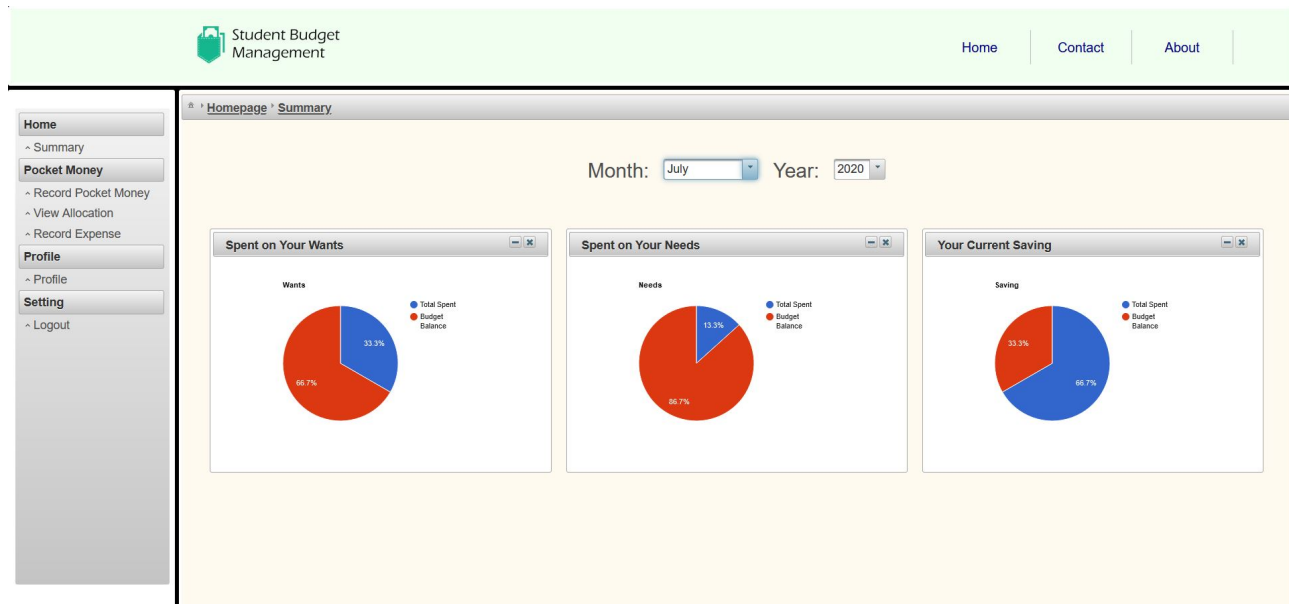 Student Budget
Management
Home
Contact
About
Homepage
Summary
Home
Summary
Pocket Money
Record Pocket Money
View Allocation
Record Expense
Profile
Profile
Setting
Logout
Month: July Year: 2020
Spent on Your Wants
Wants
Total Spent
Budget
Balance
33.3%
66.7%
Spent on Your Needs
Needs
Total Spent
Budget
Balance
13.3%
86.7%
Your Current Saving
Saving
Total Spent
Budget
Balance
33.3%
66.7%